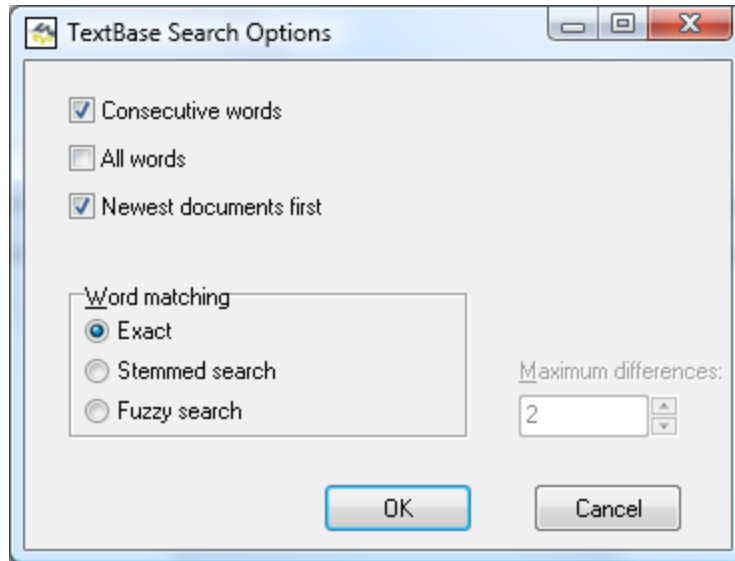 TextBase Search Options
Consecutive words
All words
Newest documents first
Word matching
Exact
Stemmed search
Fuzzy search
Maximum differences:
2
OK
Cancel